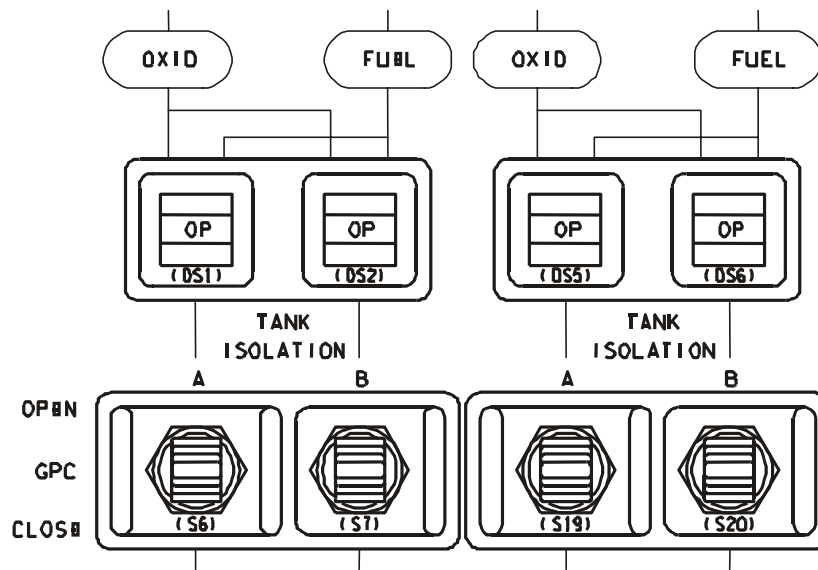 OXID FUEL OXID FUEL
OP OP OP OP
(DS1) (DS2) (DS5) (DS6)
TANK TANK
ISOLATION ISOLATION
A B A B
OPEN
GPC
CLOSE
(S6) (S7) (S19) (S20)